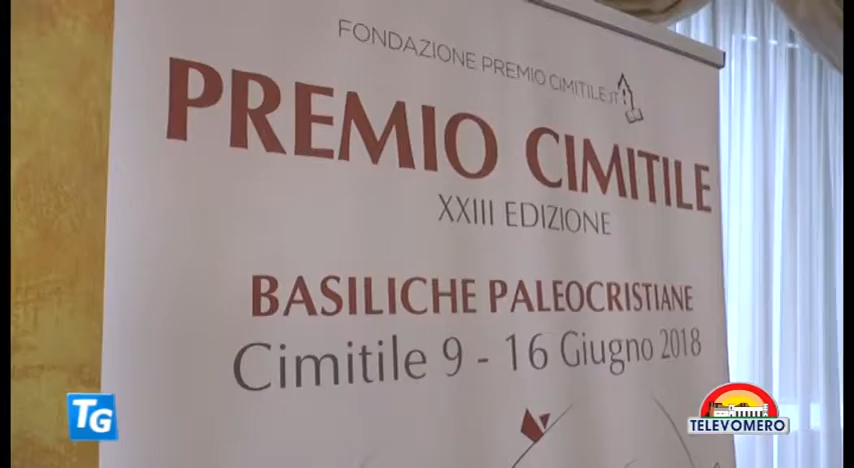 FONDAZIONE PREMIO CIMITILE.IT
PREMIO CIMITILE
XXIII EDIZIONE
BASILICHE PALEOCRISTIANE
Cimitile 9 - 16 Giugno 2018
TG
TELEVOMERO